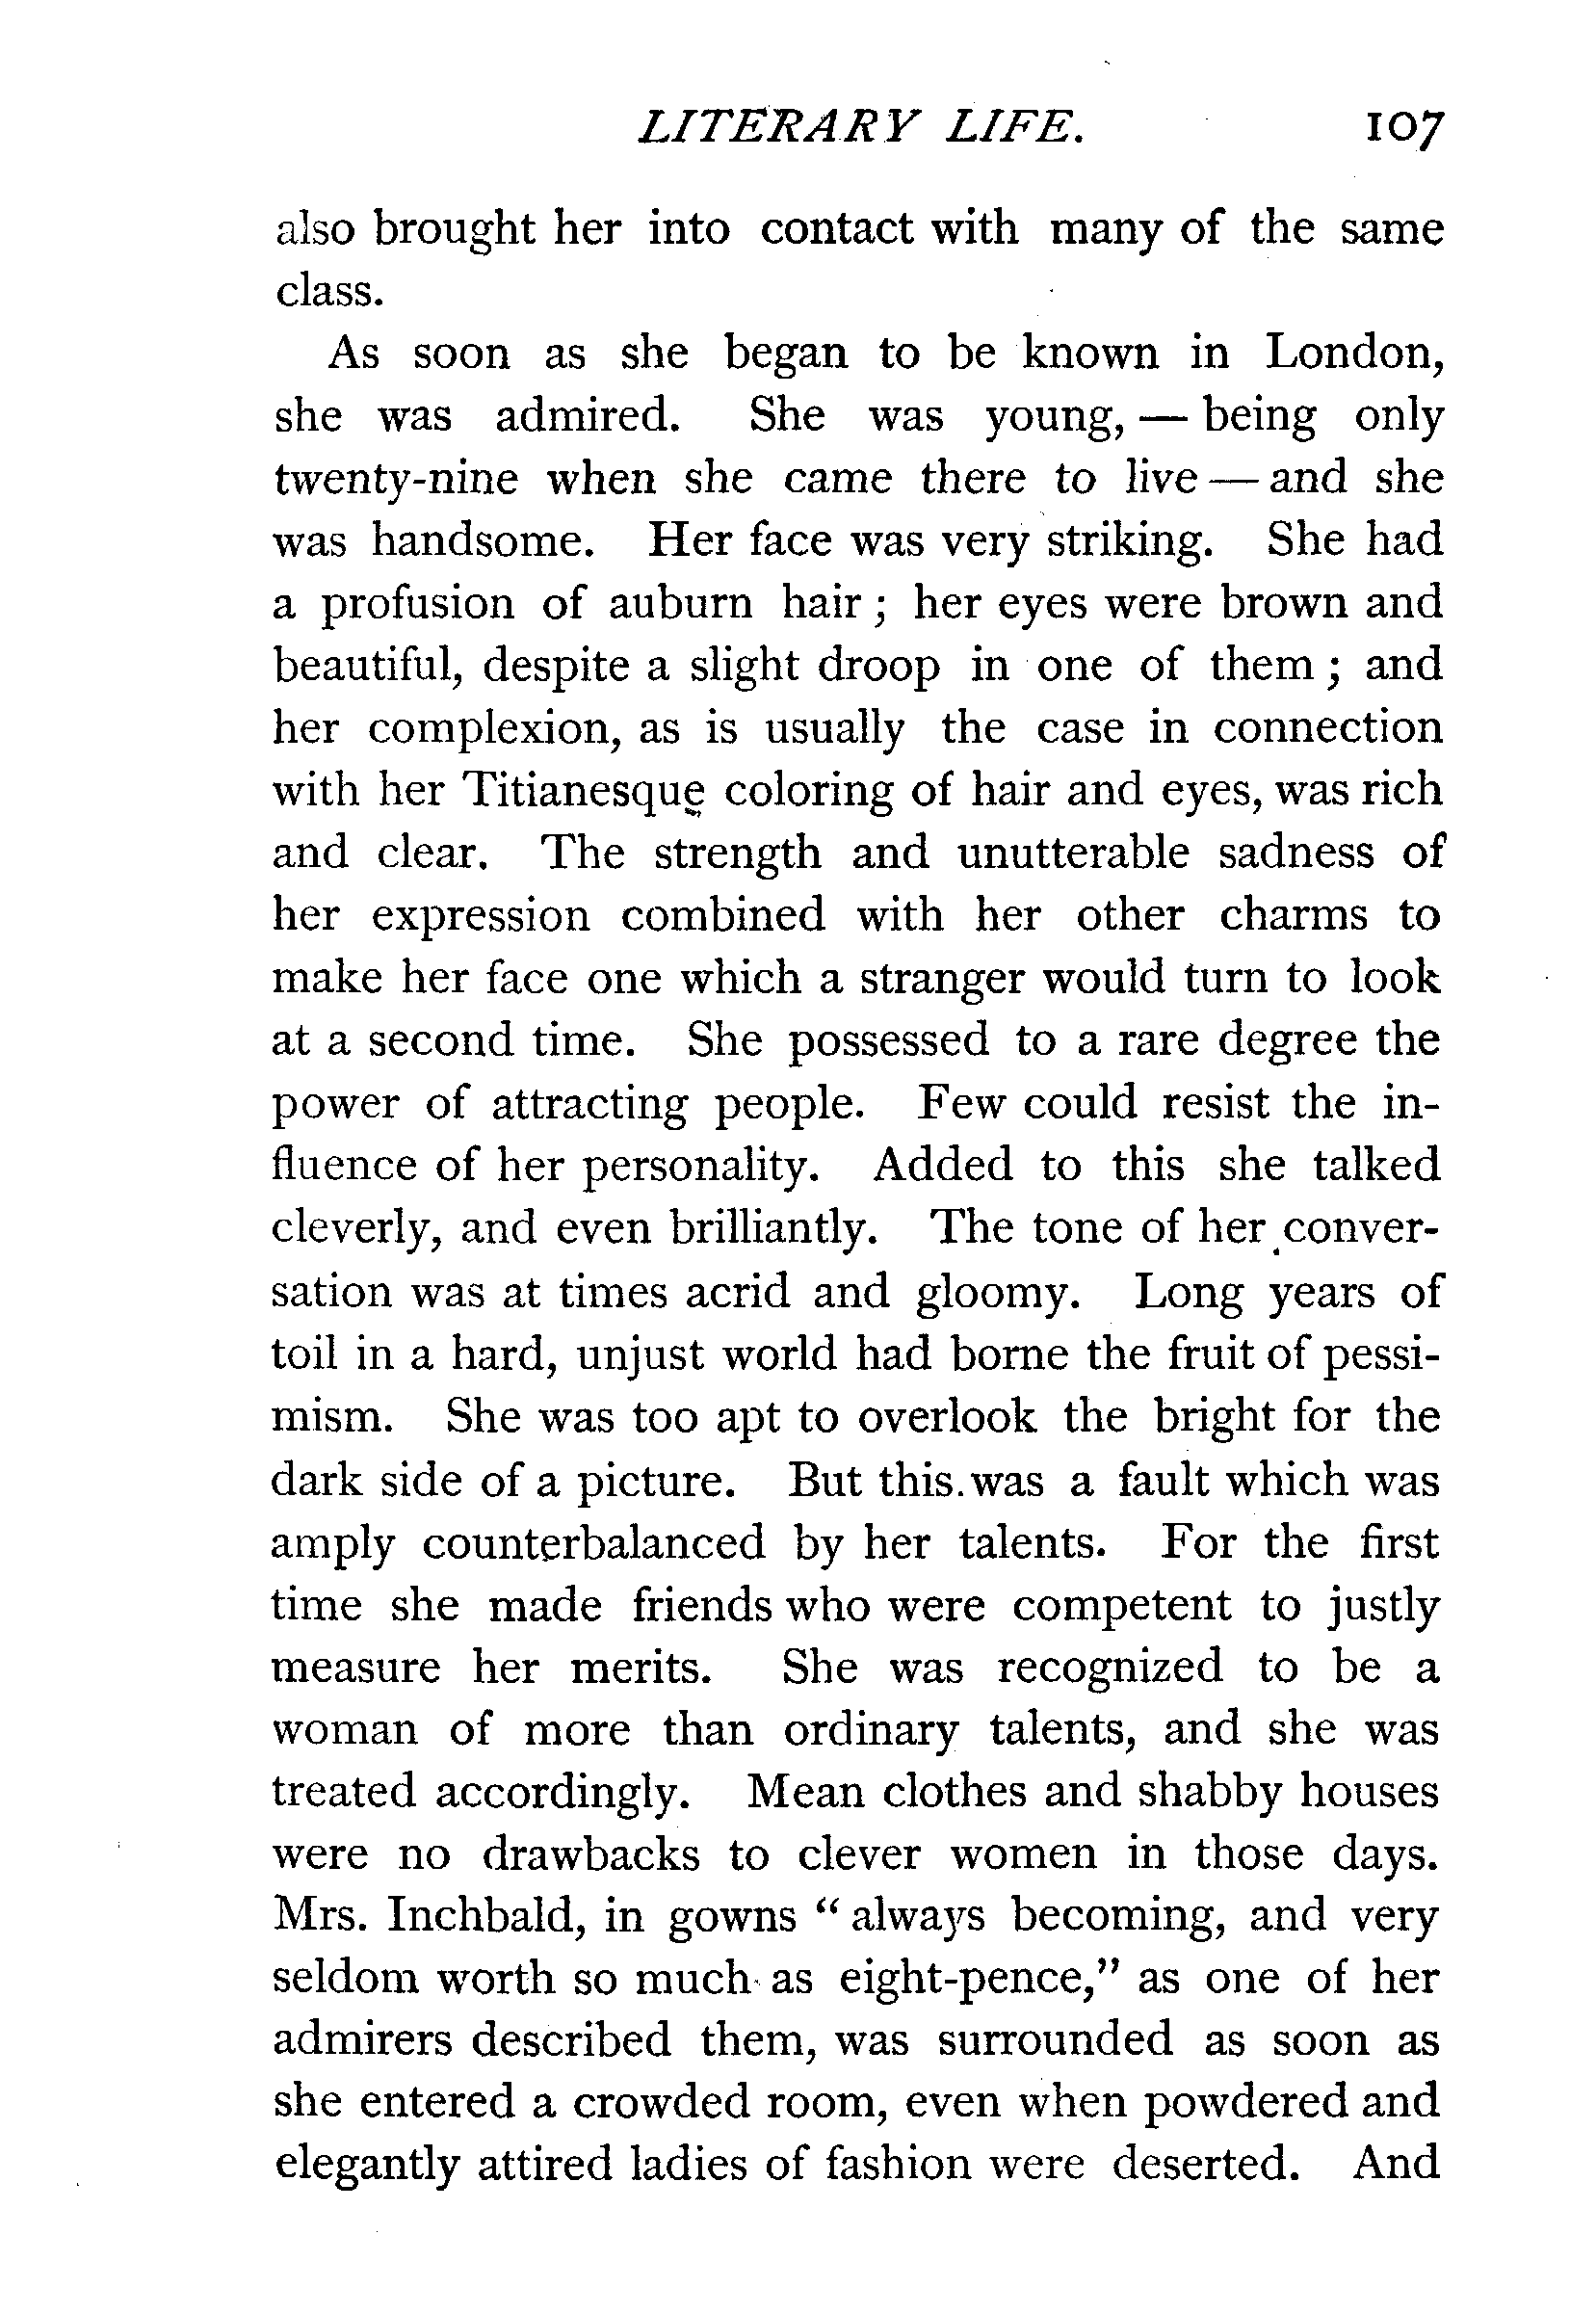 LITERARY LIFE. 107
also brought her into contact with many of the same
class.
As soon as she began to be known in London,
she was admired. She was young, — being only
twenty-nine when she came there to live — and she
was handsome. Her face was very striking. She had
a profusion of auburn hair ; her eyes were brown and
beautiful, despite a slight droop in one of them ; and
her complexion, as is usually the case in connection
with her Titianesque coloring of hair and eyes, was rich
and clear. The strength and unutterable sadness of
her expression combined with her other charms to
make her face one which a stranger would turn to look
at a second time. She possessed to a rare degree the
power of attracting people. Few could resist the in-
fluence of her personality. Added to this she talked
cleverly, and even brilliantly. The tone of her conver-
sation was at times acrid and gloomy. Long years of
toil in a hard, unjust world had borne the fruit of pessi-
mism. She was too apt to overlook the bright for the
dark side of a picture. But this was a fault which was
amply counterbalanced by her talents. For the first
time she made friends who were competent to justly
measure her merits. She was recognized to be a
woman of more than ordinary talents, and she was
treated accordingly. Mean clothes and shabby houses
were no drawbacks to clever women in those days.
Mrs. Inchbald, in gowns “ always becoming, and very
seldom worth so much as eight-pence,” as one of her
admirers described them, was surrounded as soon as
she entered a crowded room, even when powdered and
elegantly attired ladies of fashion were deserted. And